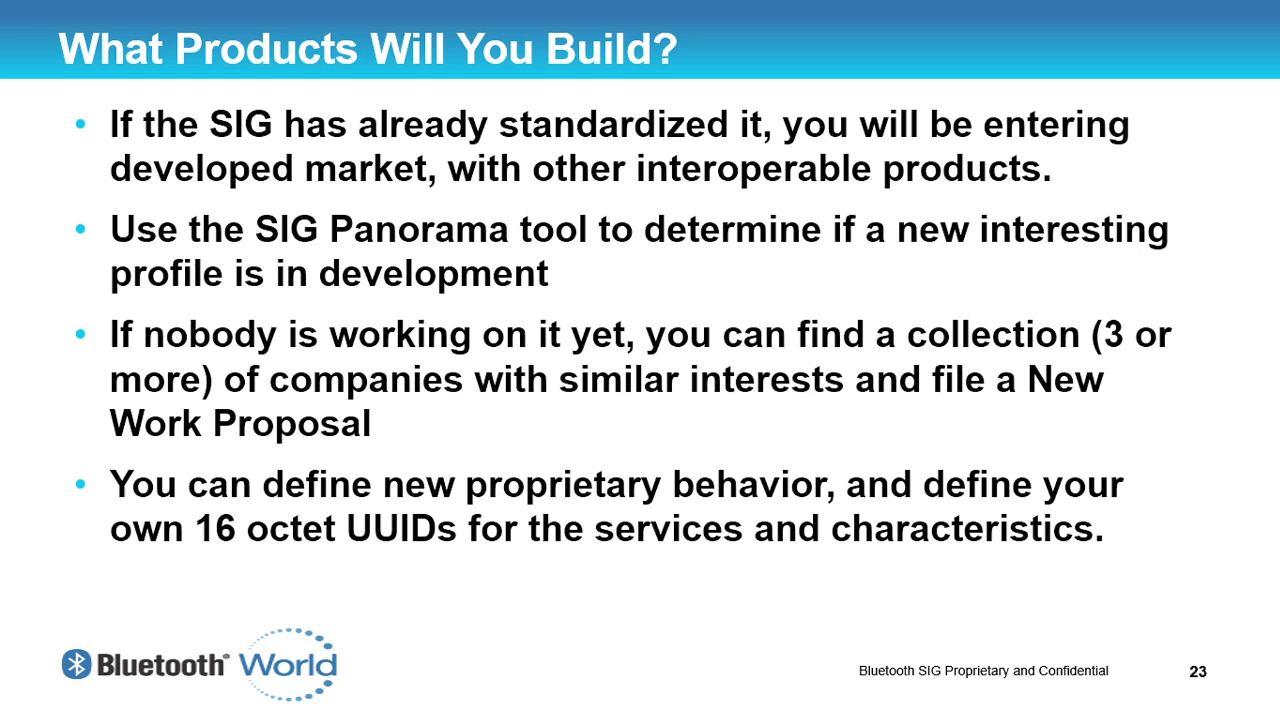 What Products Will You Build?
• If the SIG has already standardized it, you will be entering
developed market, with other interoperable products.
• Use the SIG Panorama tool to determine if a new interesting
profile is in development
• If nobody is working on it yet, you can find a collection (3 or
more) of companies with similar interests and file a New
Work Proposal
• You can define new proprietary behavior, and define your
own 16 octet UUIDs for the services and characteristics.
Bluetooth® World
Bluetooth SIG Proprietary and Confidential
23